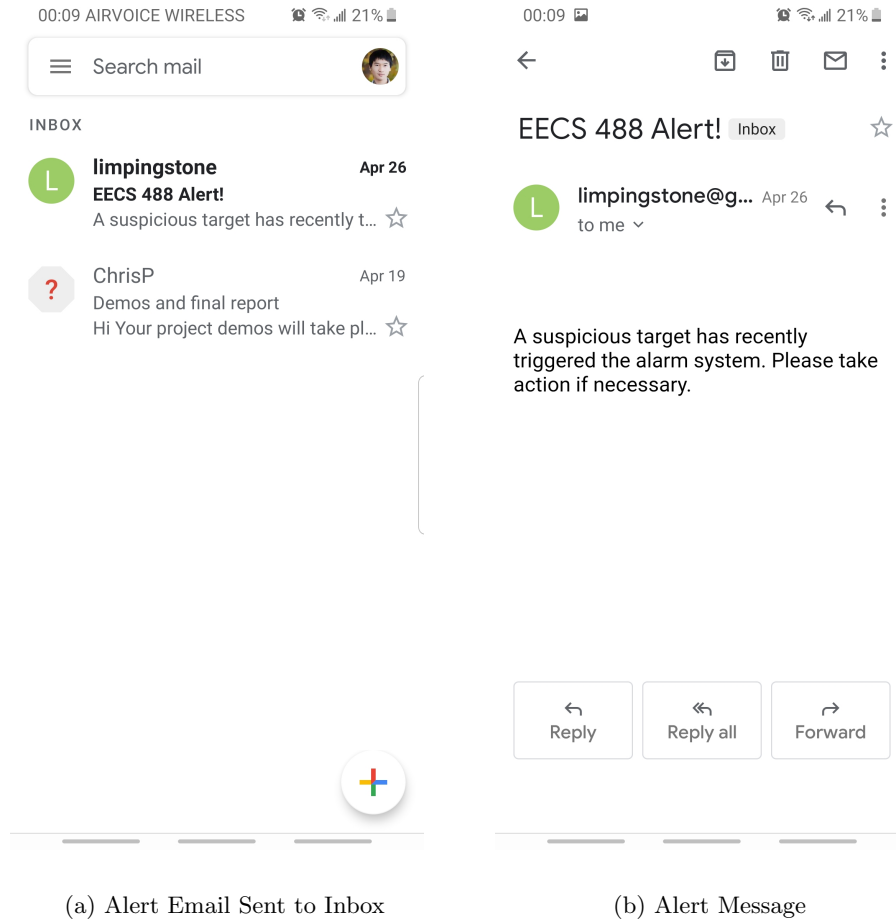 00:09 AIRVOICE WIRELESS 21%
Search mail
INBOX
L
limpingstone Apr 26
EECS 488 Alert!
A suspicious target has recently t...
?
ChrisP Apr 19
Demos and final report
Hi Your project demos will take pl...
(a) Alert Email Sent to Inbox
00:09 21%
EECS 488 Alert! Inbox
L
limpingstone@g... Apr 26
to me
A suspicious target has recently
triggered the alarm system. Please take
action if necessary.
Reply Reply all Forward
(b) Alert Message